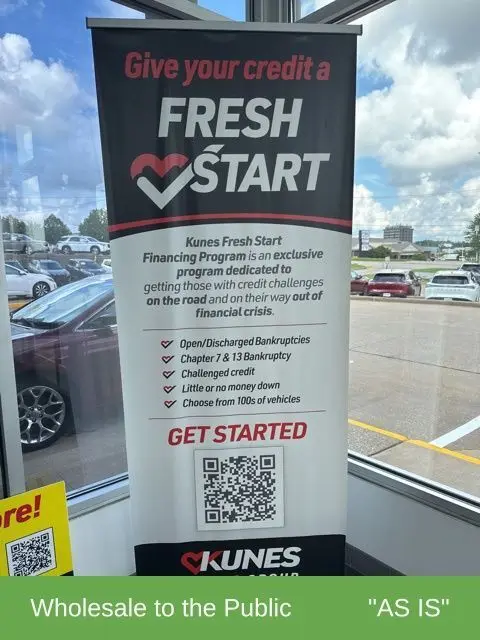 Give your credit a
FRESH
START
Kunes Fresh Start
Financing Program is an exclusive
program dedicated to
getting those with credit challenges
on the road and on their way out of
financial crisis.
Open/Discharged Bankruptcies
Chapter 7 & 13 Bankruptcy
Challenged credit
Little or no money down
Choose from 100s of vehicles
GET STARTED
KUNES
Wholesale to the Public "AS IS"